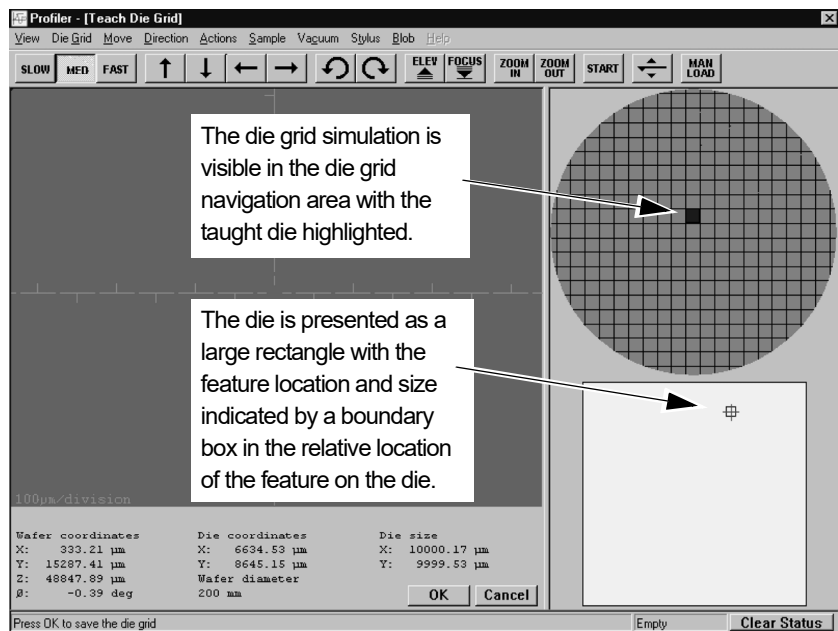 Profiler - [Teach Die Grid]
View Die Grid Move Direction Actions Sample Vacuum Stylus Blob Help
SLOW MED FAST ELEV FOCUS ZOOM IN ZOOM OUT START MAN LOAD
The die grid simulation is
visible in the die grid
navigation area with the
taught die highlighted.
The die is presented as a
large rectangle with the
feature location and size
indicated by a boundary
box in the relative location
of the feature on the die.
100µm/division
Wafer coordinates Die coordinates Die size
X: 333.21 µm X: 6634.53 µm X: 10000.17 µm
Y: 15287.41 µm Y: 8645.15 µm Y: 9999.53 µm
Z: 48847.89 µm Wafer diameter
Ø: -0.39 deg 200 mm OK Cancel
Press OK to save the die grid Empty Clear Status